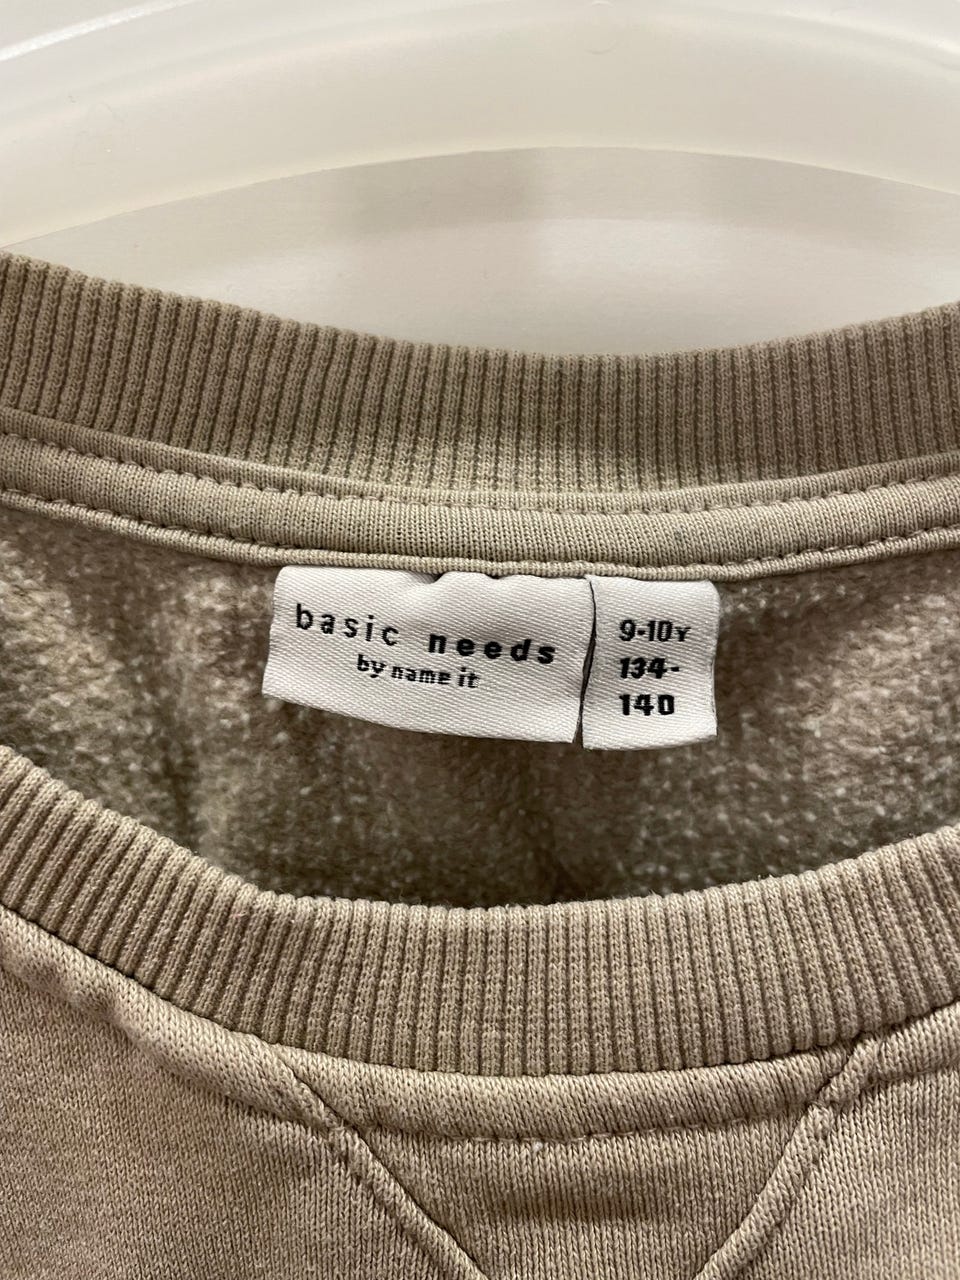 basic needs
by name it
9-10Y
134-
140